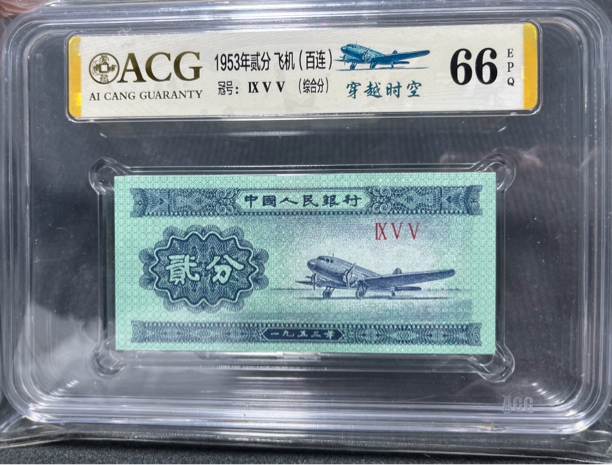 ACG
AI CANG GUARANTY
1953年贰分 飞机(百连)
冠号: Ⅸ Ⅴ Ⅴ (综合分)
穿越时空
66
EPQ
中國人民銀行
Ⅸ Ⅴ Ⅴ
貳分
一九五三年
ACG